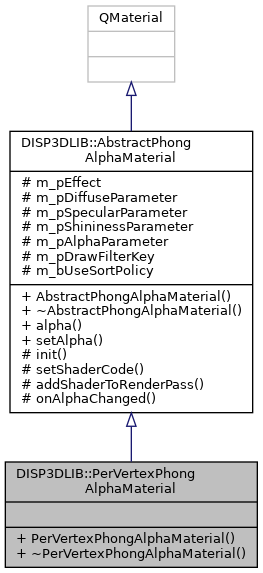 QMaterial
DISP3DLIB::AbstractPhong
AlphaMaterial
# m_pEffect
# m_pDiffuseParameter
# m_pSpecularParameter
# m_pShininessParameter
# m_pAlphaParameter
# m_pDrawFilterKey
# m_bUseSortPolicy
+ AbstractPhongAlphaMaterial()
+ ~AbstractPhongAlphaMaterial()
+ alpha()
+ setAlpha()
# init()
# setShaderCode()
# addShaderToRenderPass()
# onAlphaChanged()
DISP3DLIB::PerVertexPhong
AlphaMaterial
+ PerVertexPhongAlphaMaterial()
+ ~PerVertexPhongAlphaMaterial()